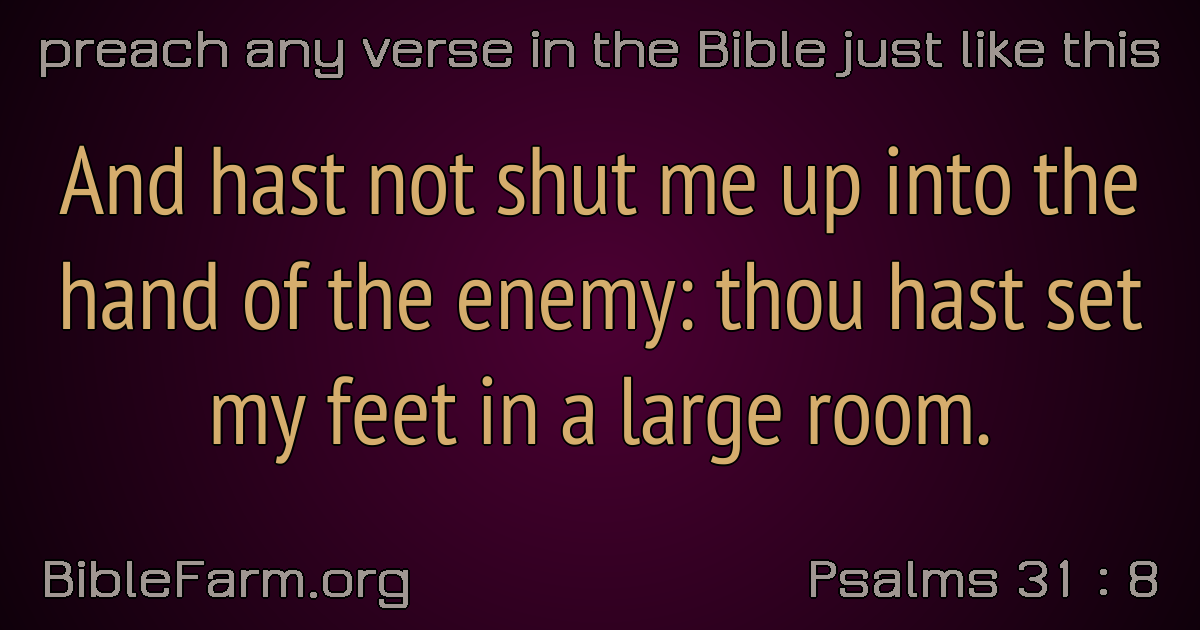 preach any verse in the Bible just like this
And hast not shut me up into the
hand of the enemy: thou hast set
my feet in a large room.
BibleFarm.org
Psalms 31 : 8